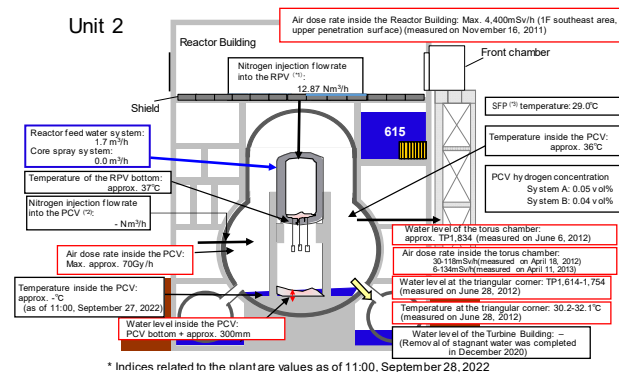 Unit 2
Air dose rate inside the Reactor Building: Max. 4,400mSv/h (1F southeast area,
upper penetration surface) (measured on November 16, 2011)
Reactor Building
Front chamber
Nitrogen injection flow rate
into the RPV (*1):
12.87 Nm³/h
Shield
SFP (*3) temperature: 29.0℃
Reactor feed water system:
1.7 m³/h
Core spray system:
0.0 m³/h
615
Temperature inside the PCV:
approx. 36℃
Temperature of the RPV bottom:
approx. 37℃
PCV hydrogen concentration
System A: 0.05 vol%
System B: 0.04 vol%
Nitrogen injection flow rate
into the PCV (*2):
- Nm³/h
Water level of the torus chamber:
approx. TP1,834 (measured on June 6, 2012)
Air dose rate inside the PCV:
Max. approx. 70Gy/h
Air dose rate inside the torus chamber:
30-118mSv/h(measured on April 18, 2012)
6-134mSv/h(measured on April 11, 2013)
Temperature inside the PCV:
approx. -℃
(as of 11:00, September 27, 2022)
Water level at the triangular corner: TP1,614-1,754
(measured on June 28, 2012)
Temperature at the triangular corner: 30.2-32.1℃
(measured on June 28, 2012)
Water level inside the PCV:
PCV bottom + approx. 300mm
Water level of the Turbine Building: –
(Removal of stagnant water was completed
in December 2020)
* Indices related to the plant are values as of 11:00, September 28, 2022